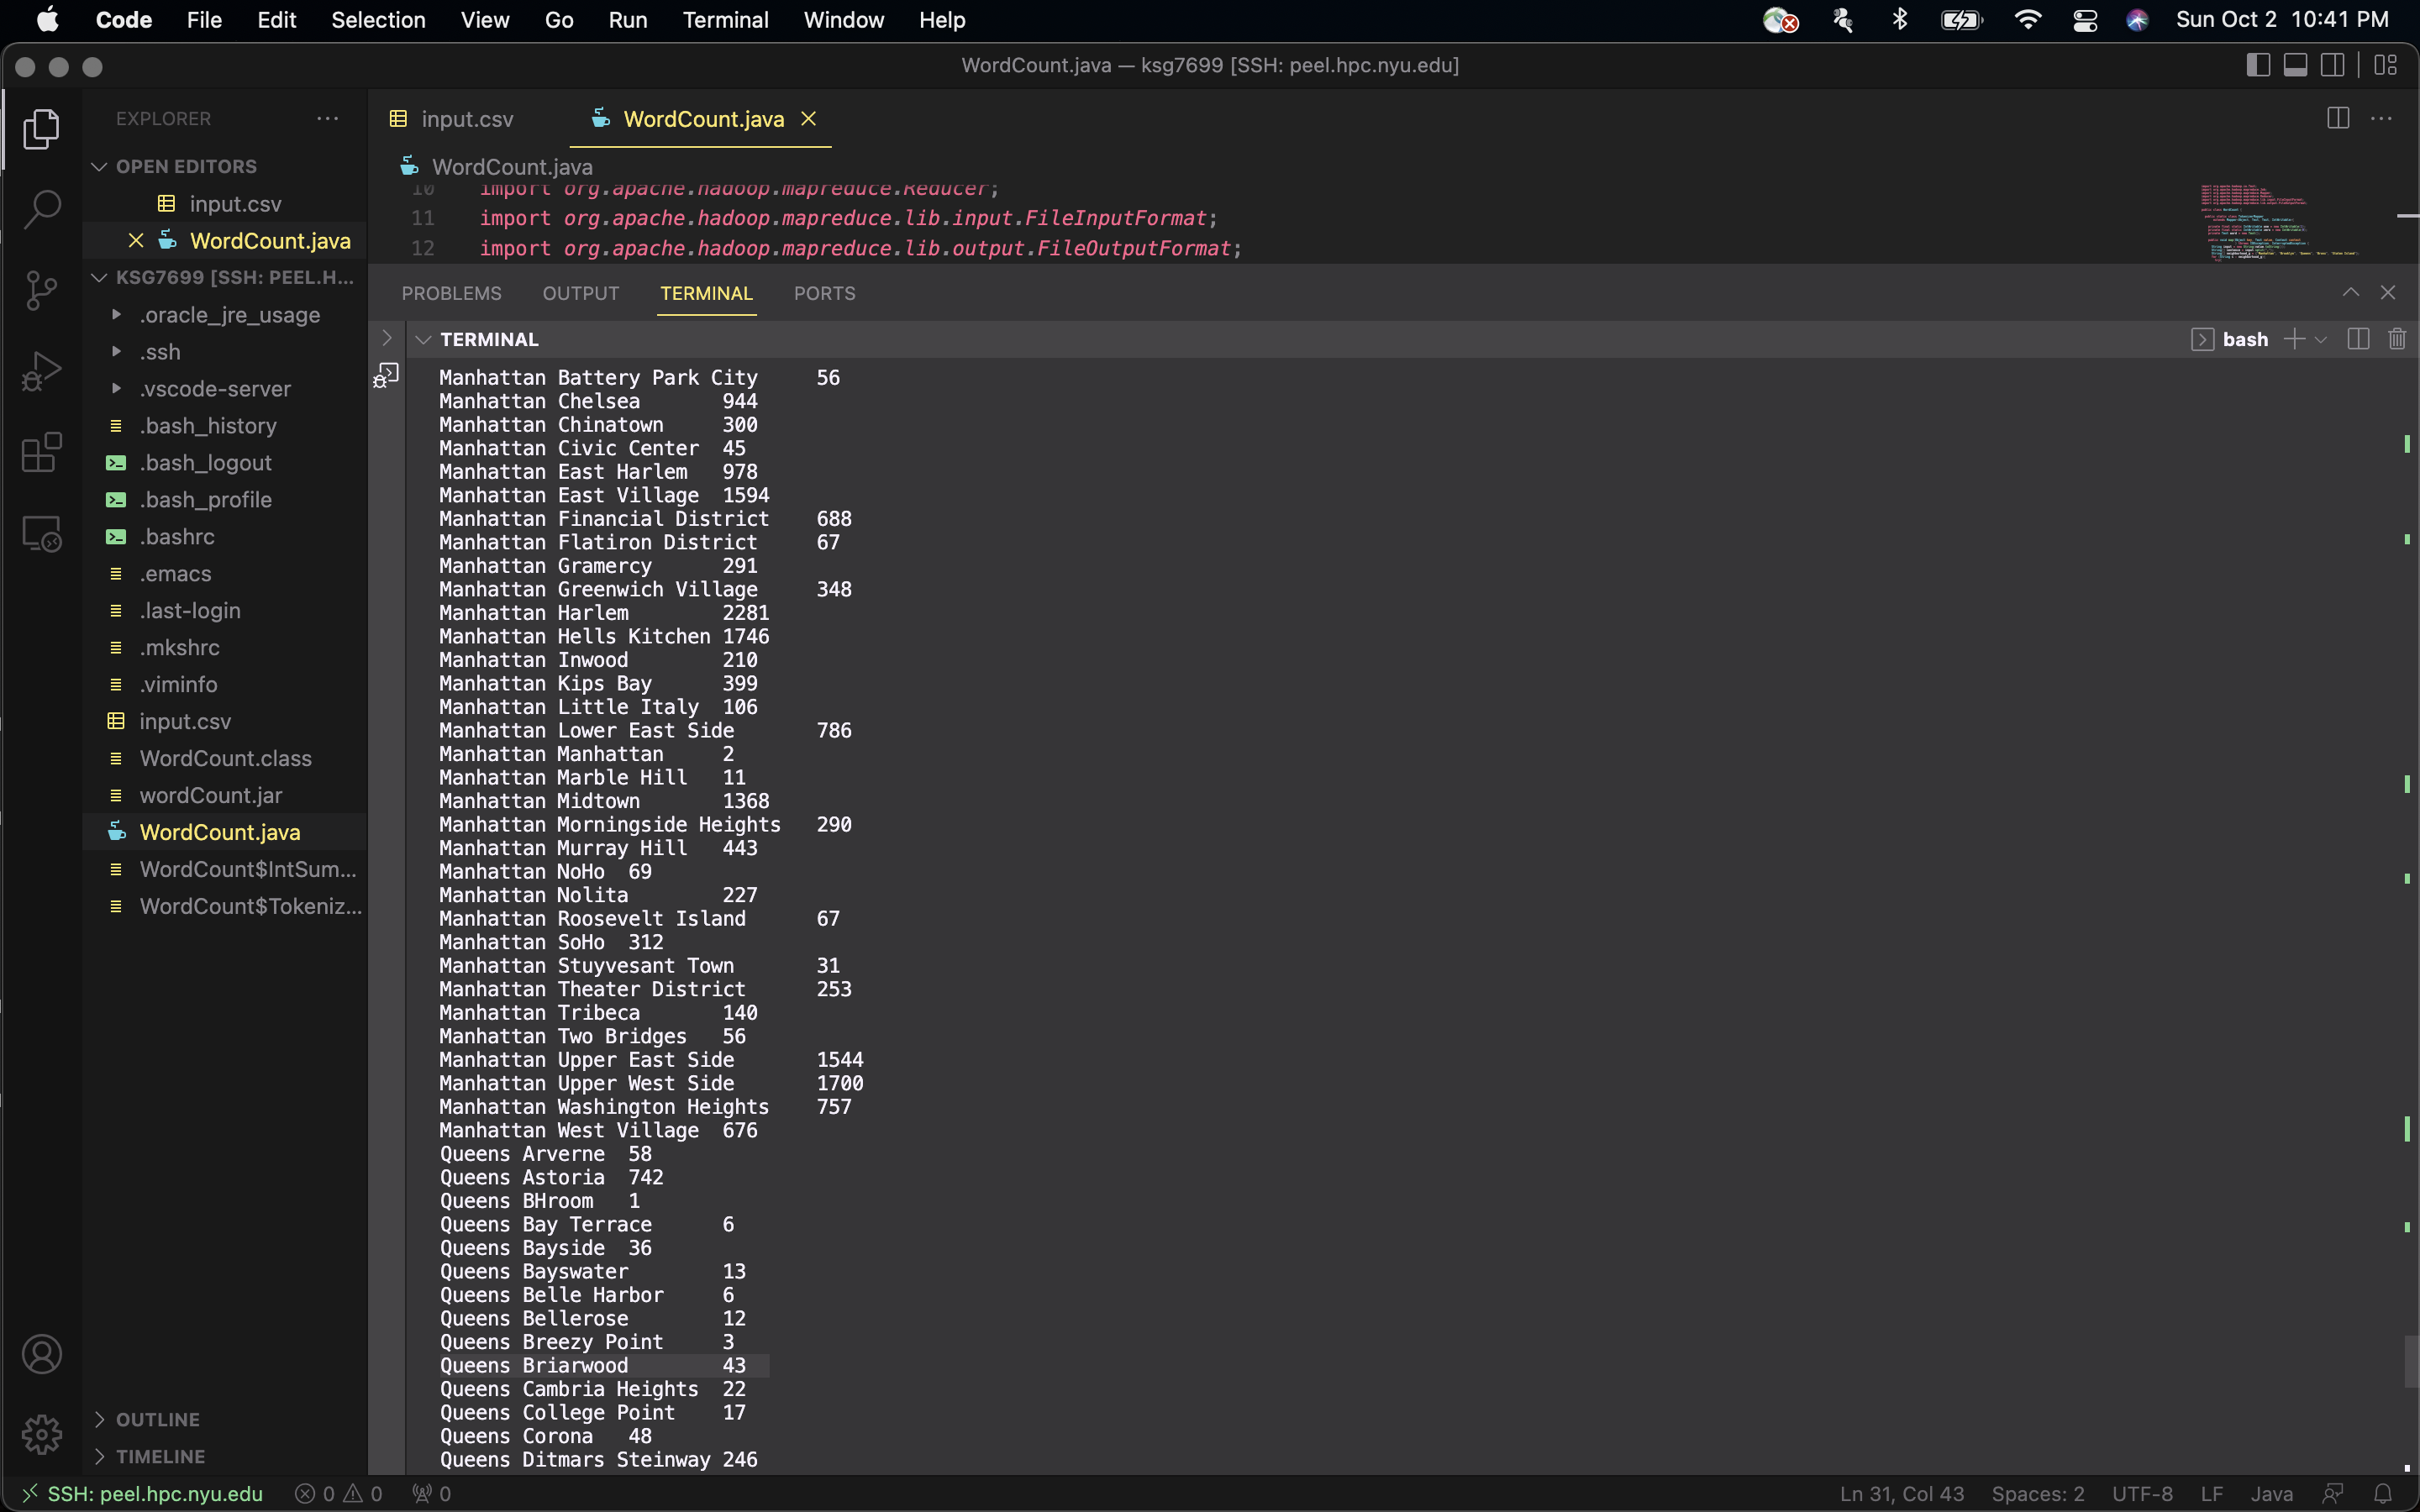 Code File Edit Selection View Go Run Terminal Window Help Sun Oct 2 10:41 PM
WordCount.java — ksg7699 [SSH: peel.hpc.nyu.edu]
EXPLORER
OPEN EDITORS
input.csv
WordCount.java
KSG7699 [SSH: PEEL.H...
.oracle_jre_usage
.ssh
.vscode-server
.bash_history
.bash_logout
.bash_profile
.bashrc
.emacs
.last-login
.mkshrc
.viminfo
input.csv
WordCount.class
wordCount.jar
WordCount.java
WordCount$IntSum...
WordCount$Tokeniz...
OUTLINE
TIMELINE
input.csv WordCount.java
WordCount.java
10 import org.apache.hadoop.mapreduce.Reducer;
11 import org.apache.hadoop.mapreduce.lib.input.FileInputFormat;
12 import org.apache.hadoop.mapreduce.lib.output.FileOutputFormat;
PROBLEMS OUTPUT TERMINAL PORTS
TERMINAL bash
Manhattan Battery Park City 56
Manhattan Chelsea 944
Manhattan Chinatown 300
Manhattan Civic Center 45
Manhattan East Harlem 978
Manhattan East Village 1594
Manhattan Financial District 688
Manhattan Flatiron District 67
Manhattan Gramercy 291
Manhattan Greenwich Village 348
Manhattan Harlem 2281
Manhattan Hells Kitchen 1746
Manhattan Inwood 210
Manhattan Kips Bay 399
Manhattan Little Italy 106
Manhattan Lower East Side 786
Manhattan Manhattan 2
Manhattan Marble Hill 11
Manhattan Midtown 1368
Manhattan Morningside Heights 290
Manhattan Murray Hill 443
Manhattan NoHo 69
Manhattan Nolita 227
Manhattan Roosevelt Island 67
Manhattan SoHo 312
Manhattan Stuyvesant Town 31
Manhattan Theater District 253
Manhattan Tribeca 140
Manhattan Two Bridges 56
Manhattan Upper East Side 1544
Manhattan Upper West Side 1700
Manhattan Washington Heights 757
Manhattan West Village 676
Queens Arverne 58
Queens Astoria 742
Queens BHroom 1
Queens Bay Terrace 6
Queens Bayside 36
Queens Bayswater 13
Queens Belle Harbor 6
Queens Bellerose 12
Queens Breezy Point 3
Queens Briarwood 43
Queens Cambria Heights 22
Queens College Point 17
Queens Corona 48
Queens Ditmars Steinway 246
SSH: peel.hpc.nyu.edu 0 0 0 Ln 31, Col 43 Spaces: 2 UTF-8 LF Java